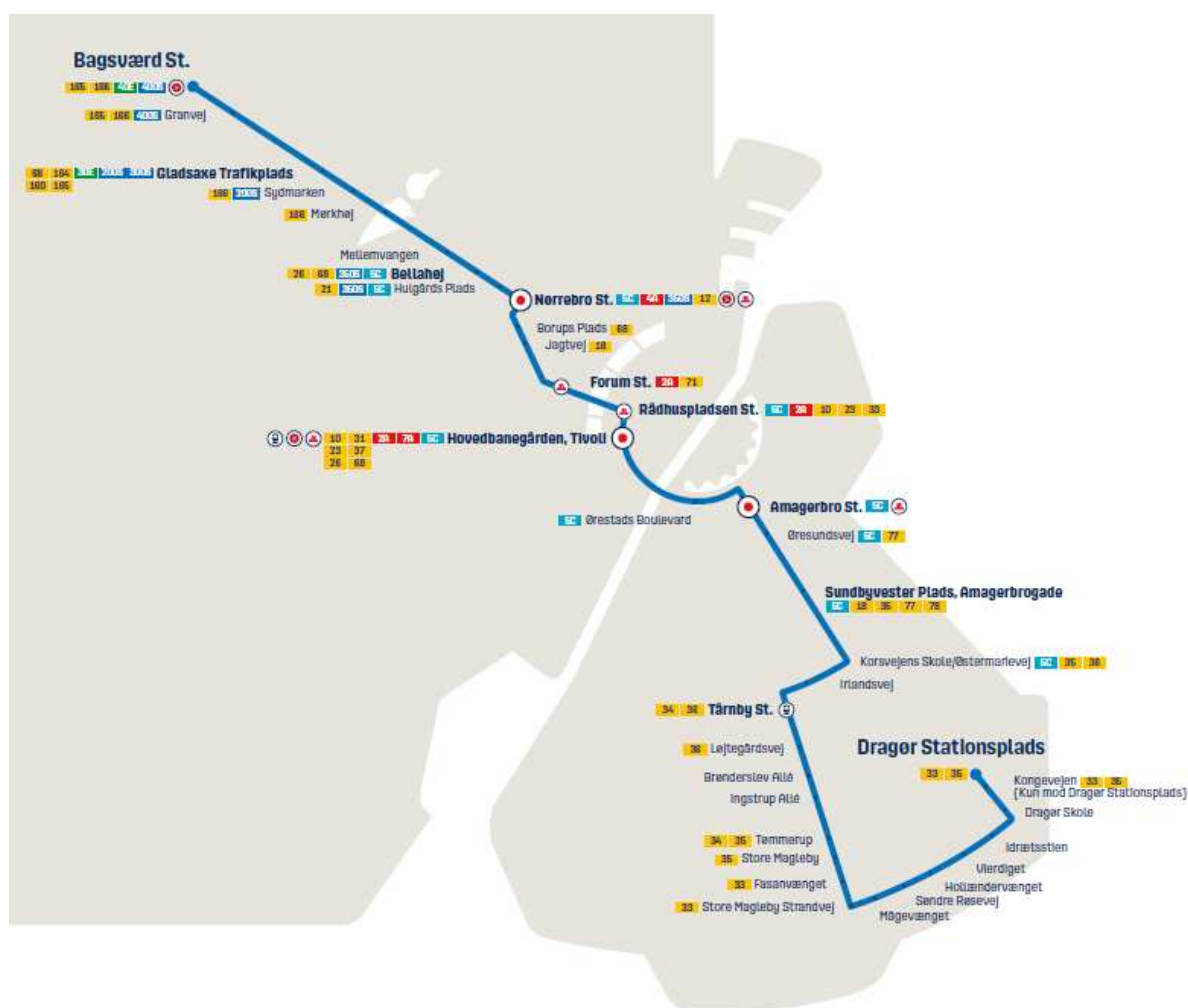 Bagsværd St.
165 166 40E 400S
165 166 400S Granvej
68 164 30E 200S 300S Gladsaxe Trafikplads
160 165
166 200S Sydmarken
166 Mørkhøj
Mellemvangen
26 68 350S 5C Bellahøj
21 350S 5C Hulgårds Plads
Nørrebro St. 5C 4A 350S 12
Borups Plads 68
Jagtvej 18
Forum St. 2A 71
Rådhuspladsen St. 5C 2A 10 23 33
10 31 2A 7A 5C Hovedbanegården, Tivoli
23 37
26 68
Amagerbro St. 5C
5C Ørestads Boulevard
Øresundsvej 5C 77
Sundbyvester Plads, Amagerbrogade
5C 18 35 77 78
Korsvejens Skole/Østermarievej 5C 35 36
Irlandsvej
34 36 Tårnby St.
36 Løjtegårdsvej
Brønderslev Allé
Ingstrup Allé
34 35 Tømmerup
35 Store Magleby
33 Fasanvænget
33 Store Magleby Strandvej
Mågevænget
Søndre Røsevej
Hollændervænget
Vierdiget
Idrætsstien
Dragør Skole
Kongevejen 33 35
(Kun mod Dragør Stationsplads)
Dragør Stationsplads
33 35